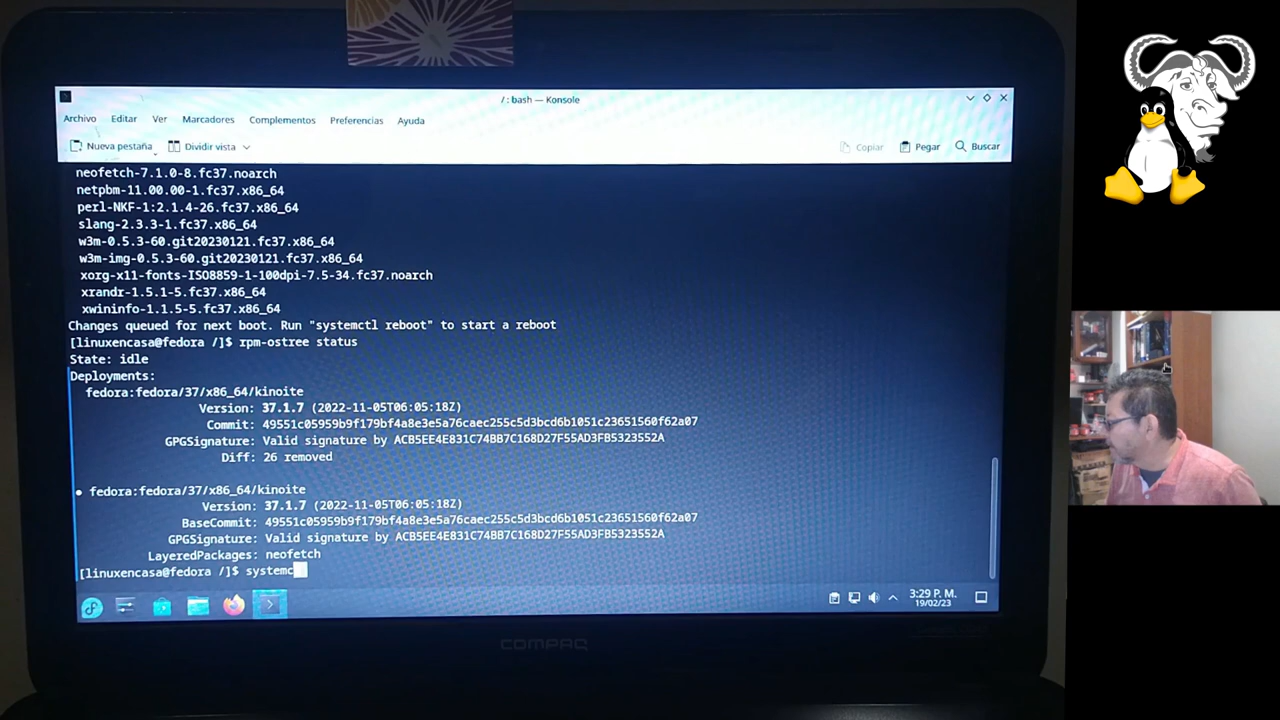 / : bash — Konsole
Archivo Editar Ver Marcadores Complementos Preferencias Ayuda
Nueva pestaña Dividir vista Copiar Pegar Buscar
neofetch-7.1.0-8.fc37.noarch
netpbm-11.00.00-1.fc37.x86_64
perl-NKF-1:2.1.4-26.fc37.x86_64
slang-2.3.3-1.fc37.x86_64
w3m-0.5.3-60.git20230121.fc37.x86_64
w3m-img-0.5.3-60.git20230121.fc37.x86_64
xorg-x11-fonts-ISO8859-1-100dpi-7.5-34.fc37.noarch
xrandr-1.5.1-5.fc37.x86_64
xwininfo-1.1.5-5.fc37.x86_64
Changes queued for next boot. Run "systemctl reboot" to start a reboot
[linuxencasa@fedora /]$ rpm-ostree status
State: idle
Deployments:
fedora:fedora/37/x86_64/kinoite
Version: 37.1.7 (2022-11-05T06:05:18Z)
Commit: 49551c05959b9f179bf4a8e3e5a76caec255c5d3bcd6b1051c23651560f62a07
GPGSignature: Valid signature by ACB5EE4E831C74BB7C168D27F55AD3FB5323552A
Diff: 26 removed
● fedora:fedora/37/x86_64/kinoite
Version: 37.1.7 (2022-11-05T06:05:18Z)
BaseCommit: 49551c05959b9f179bf4a8e3e5a76caec255c5d3bcd6b1051c23651560f62a07
GPGSignature: Valid signature by ACB5EE4E831C74BB7C168D27F55AD3FB5323552A
LayeredPackages: neofetch
[linuxencasa@fedora /]$ systemc
3:29 P. M.
19/02/23
COMPAQ